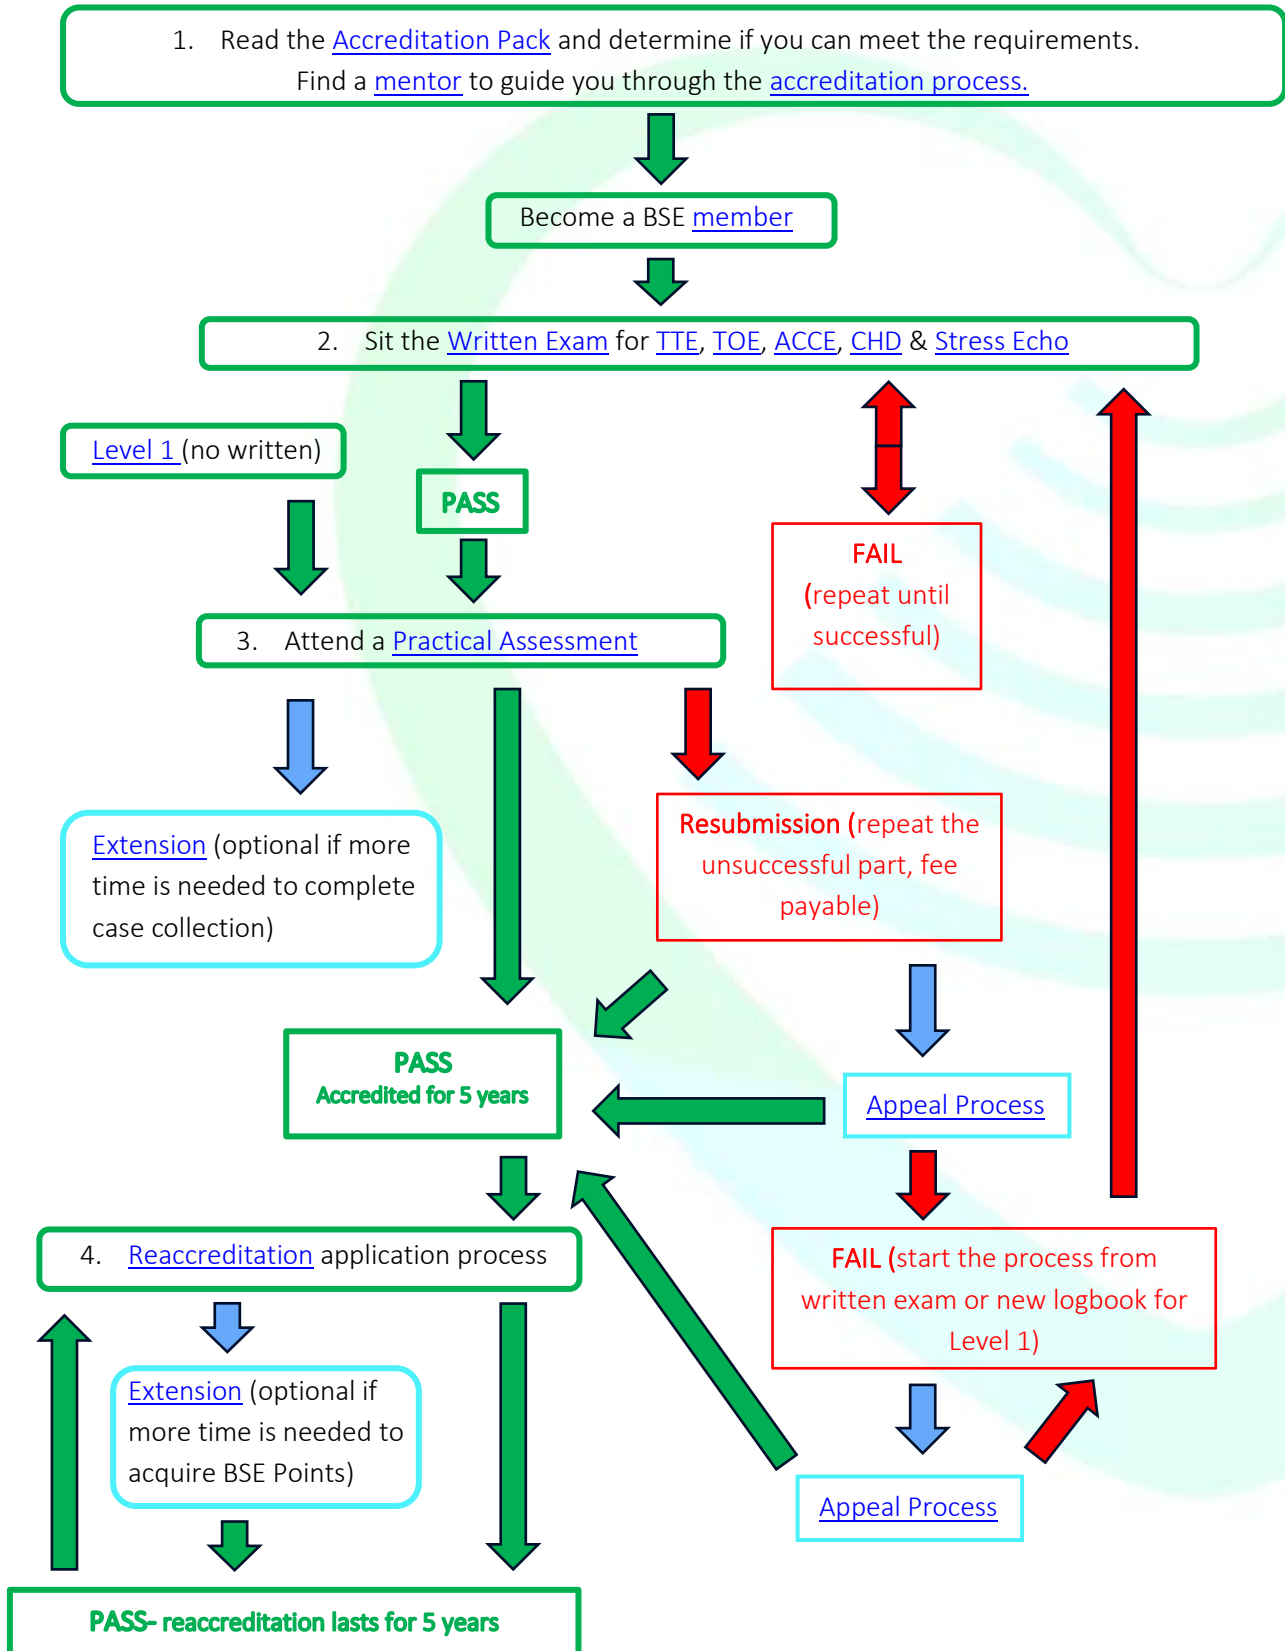 1. Read the Accreditation Pack and determine if you can meet the requirements.
Find a mentor to guide you through the accreditation process.
Become a BSE member
2. Sit the Written Exam for TTE, TOE, ACCE, CHD & Stress Echo
Level 1 (no written)
PASS
FAIL
(repeat until
successful)
3. Attend a Practical Assessment
Extension (optional if more
time is needed to complete
case collection)
Resubmission (repeat the
unsuccessful part, fee
payable)
PASS
Accredited for 5 years
Appeal Process
4. Reaccreditation application process
FAIL (start the process from
written exam or new logbook for
Level 1)
Extension (optional if
more time is needed to
acquire BSE Points)
Appeal Process
PASS- reaccreditation lasts for 5 years